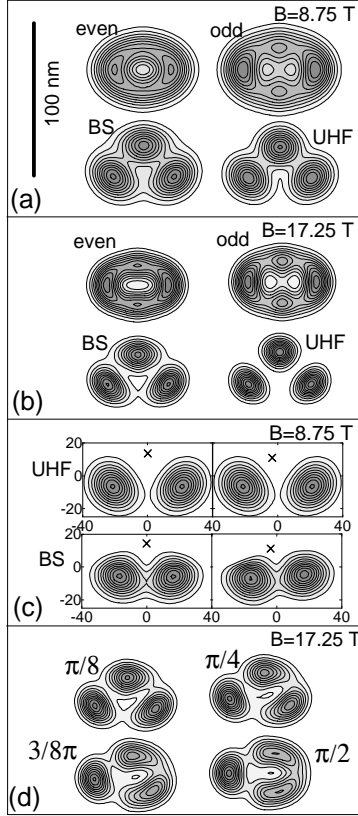 B=8.75 T
even odd
100 nm
BS UHF
(a)
B=17.25 T
even odd
BS UHF
(b)
B=8.75 T
20
UHF 0
-20
-40 0 40 0 40
20
BS 0
-20
(c) -40 0 40 0 40
B=17.25 T
π/8 π/4
3/8π π/2
(d)